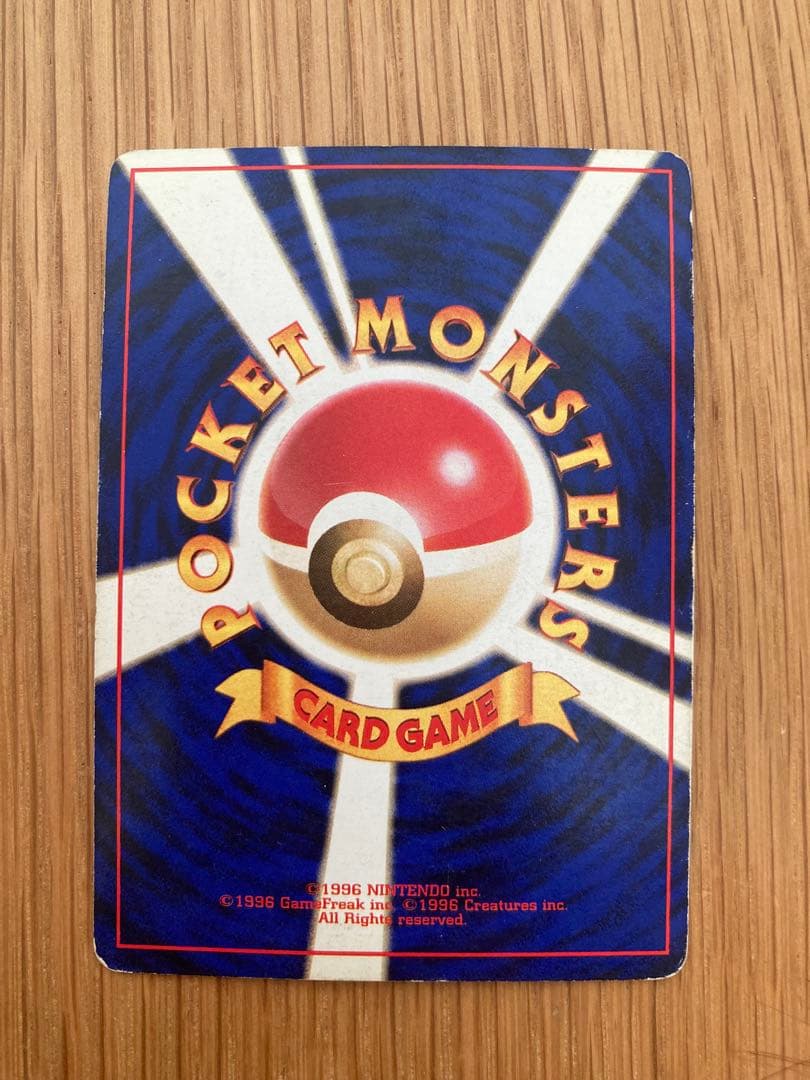 POCKET MONSTERS
CARD GAME
©1996 NINTENDO inc.
©1996 GameFreak inc. ©1996 Creatures inc.
All Rights reserved.